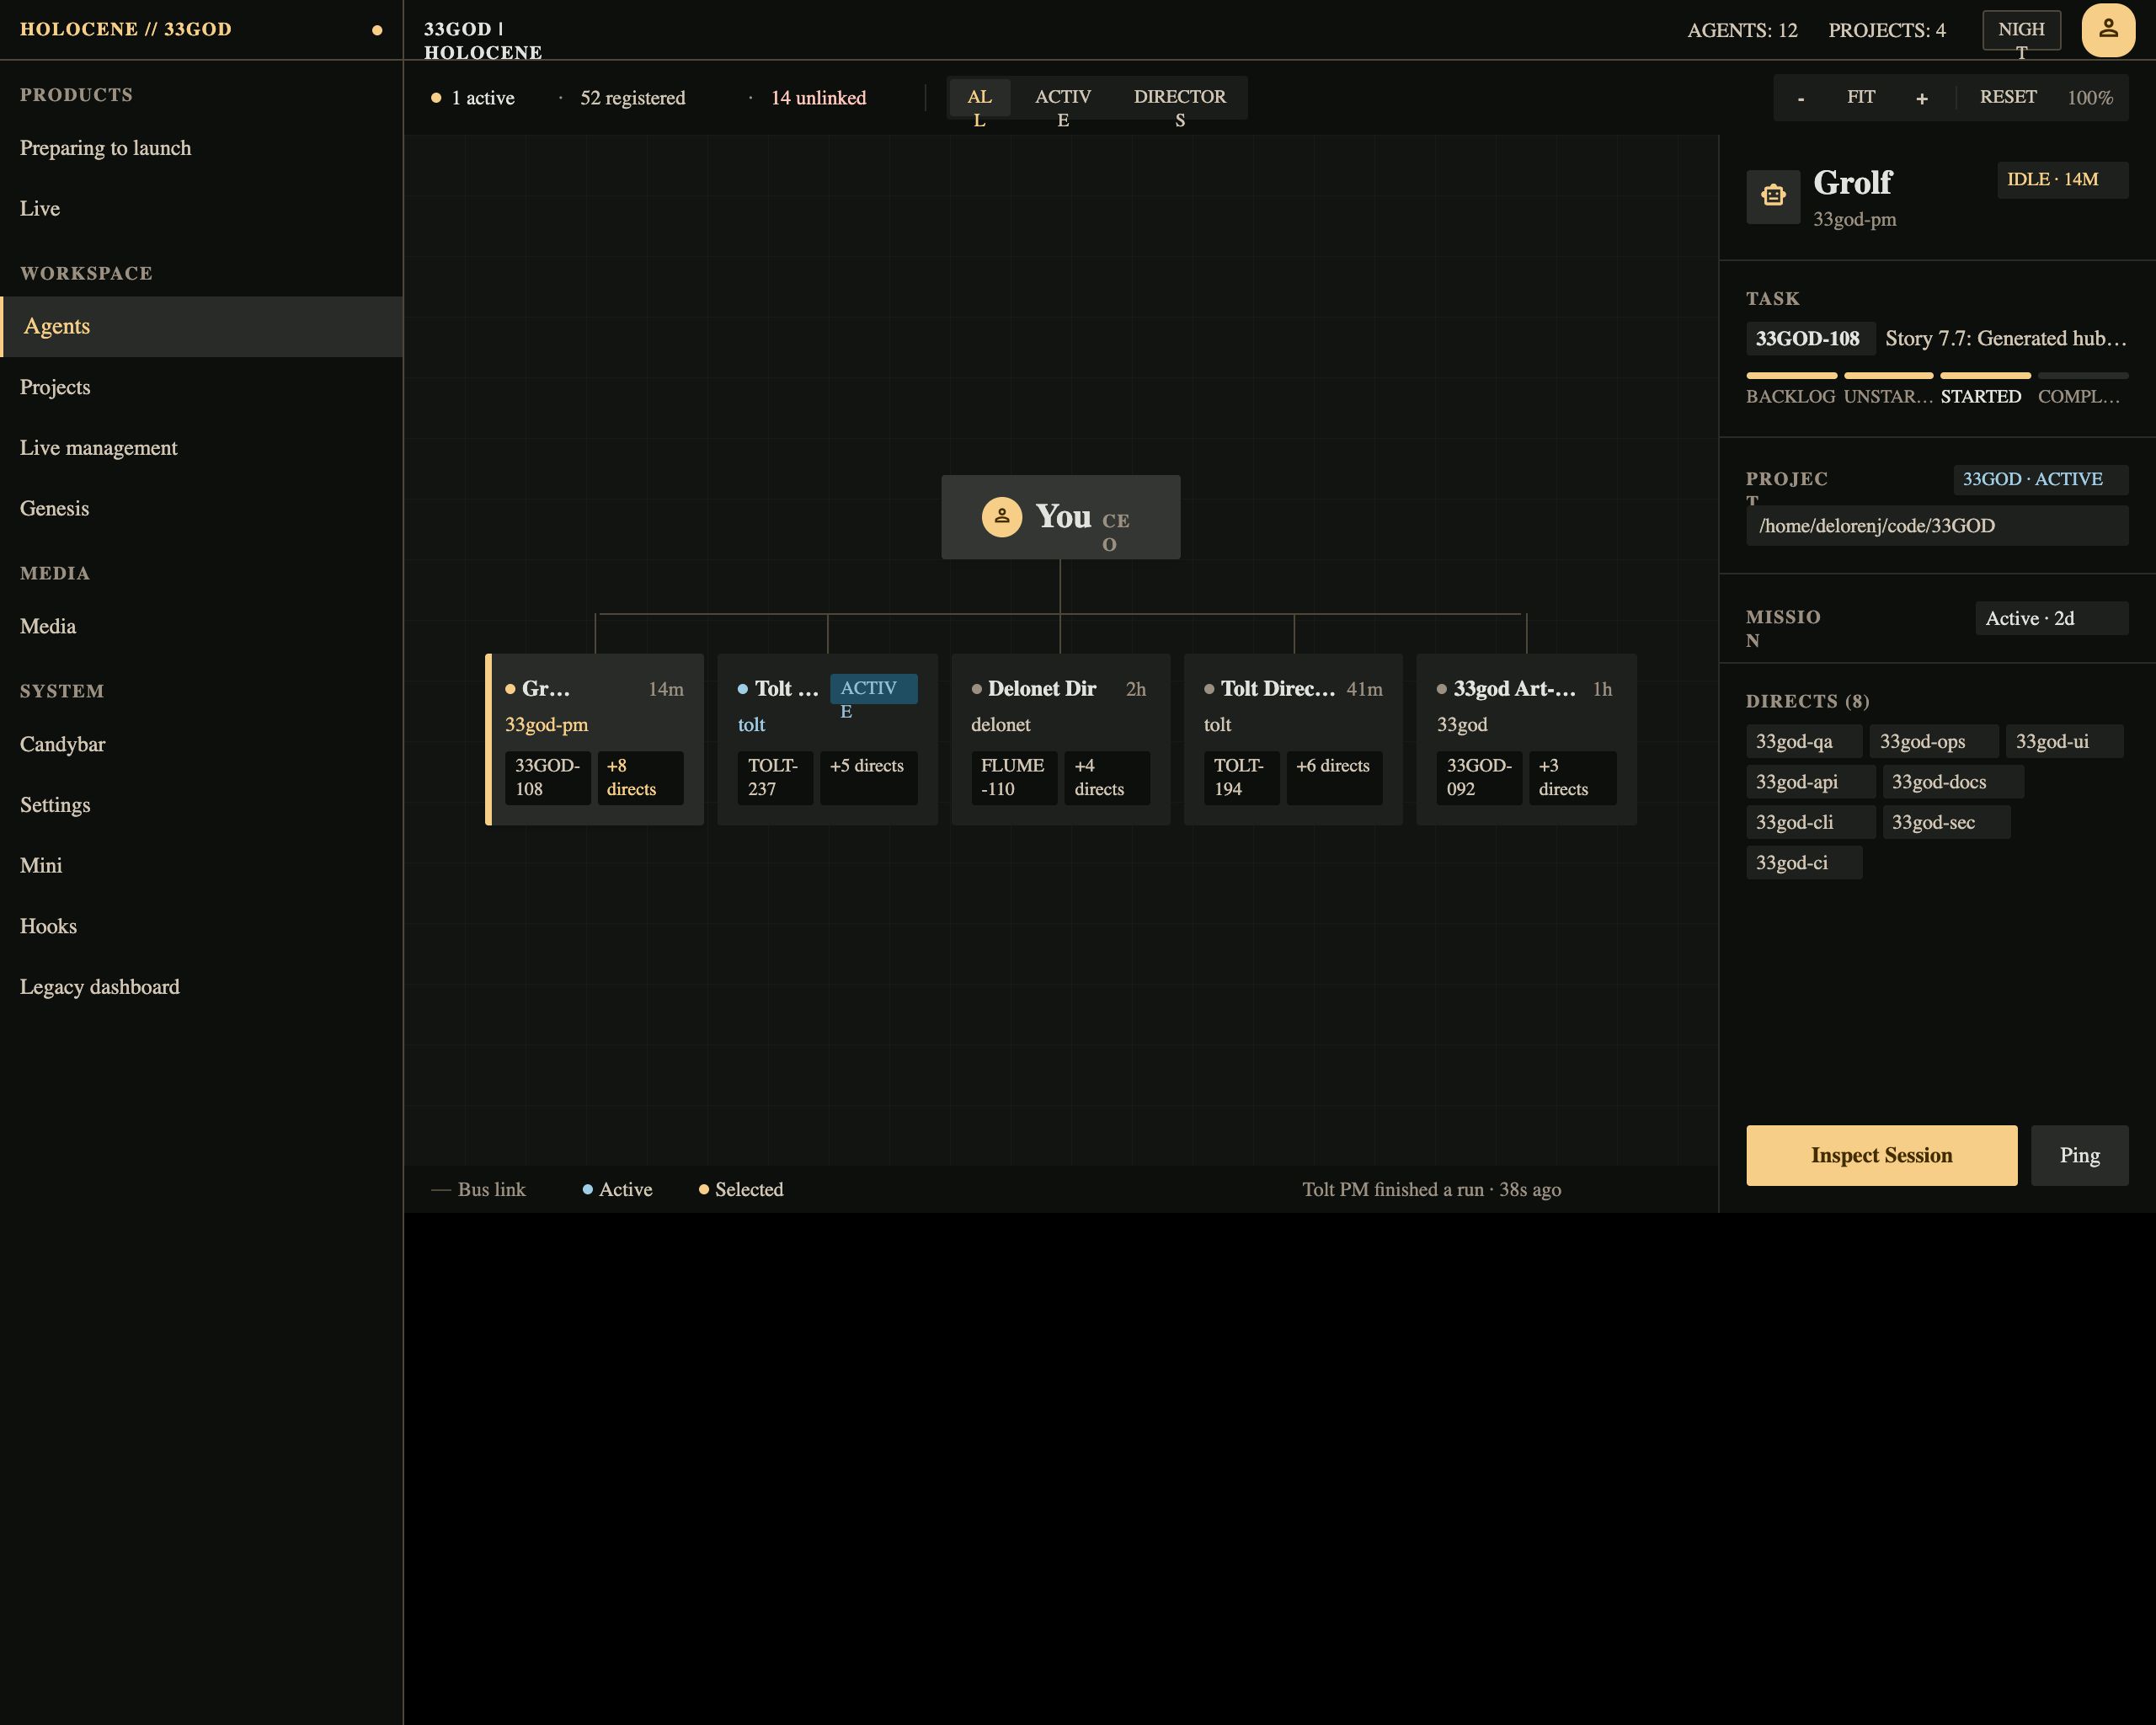 HOLOCENE // 33GOD
33GOD |
HOLOCENE
AGENTS: 12
PROJECTS: 4
NIGH
T
PRODUCTS
Preparing to launch
Live
WORKSPACE
Agents
Projects
Live management
Genesis
MEDIA
Media
SYSTEM
Candybar
Settings
Mini
Hooks
Legacy dashboard
1 active
· 52 registered
· 14 unlinked
AL
L
ACTIV
E
DIRECTOR
S
-
FIT
+
RESET
100%
You
CE
O
Gr…
14m
33god-pm
33GOD-
108
+8
directs
Tolt …
ACTIV
E
tolt
TOLT-
237
+5 directs
Delonet Dir
2h
delonet
FLUME
-110
+4
directs
Tolt Direc…
41m
tolt
TOLT-
194
+6 directs
33god Art-…
1h
33god
33GOD-
092
+3
directs
— Bus link
Active
Selected
Tolt PM finished a run · 38s ago
Grolf
33god-pm
IDLE · 14M
TASK
33GOD-108
Story 7.7: Generated hub…
BACKLOG
UNSTAR…
STARTED
COMPL…
PROJEC
T
33GOD · ACTIVE
/home/delorenj/code/33GOD
MISSIO
N
Active · 2d
DIRECTS (8)
33god-qa
33god-ops
33god-ui
33god-api
33god-docs
33god-cli
33god-sec
33god-ci
Inspect Session
Ping